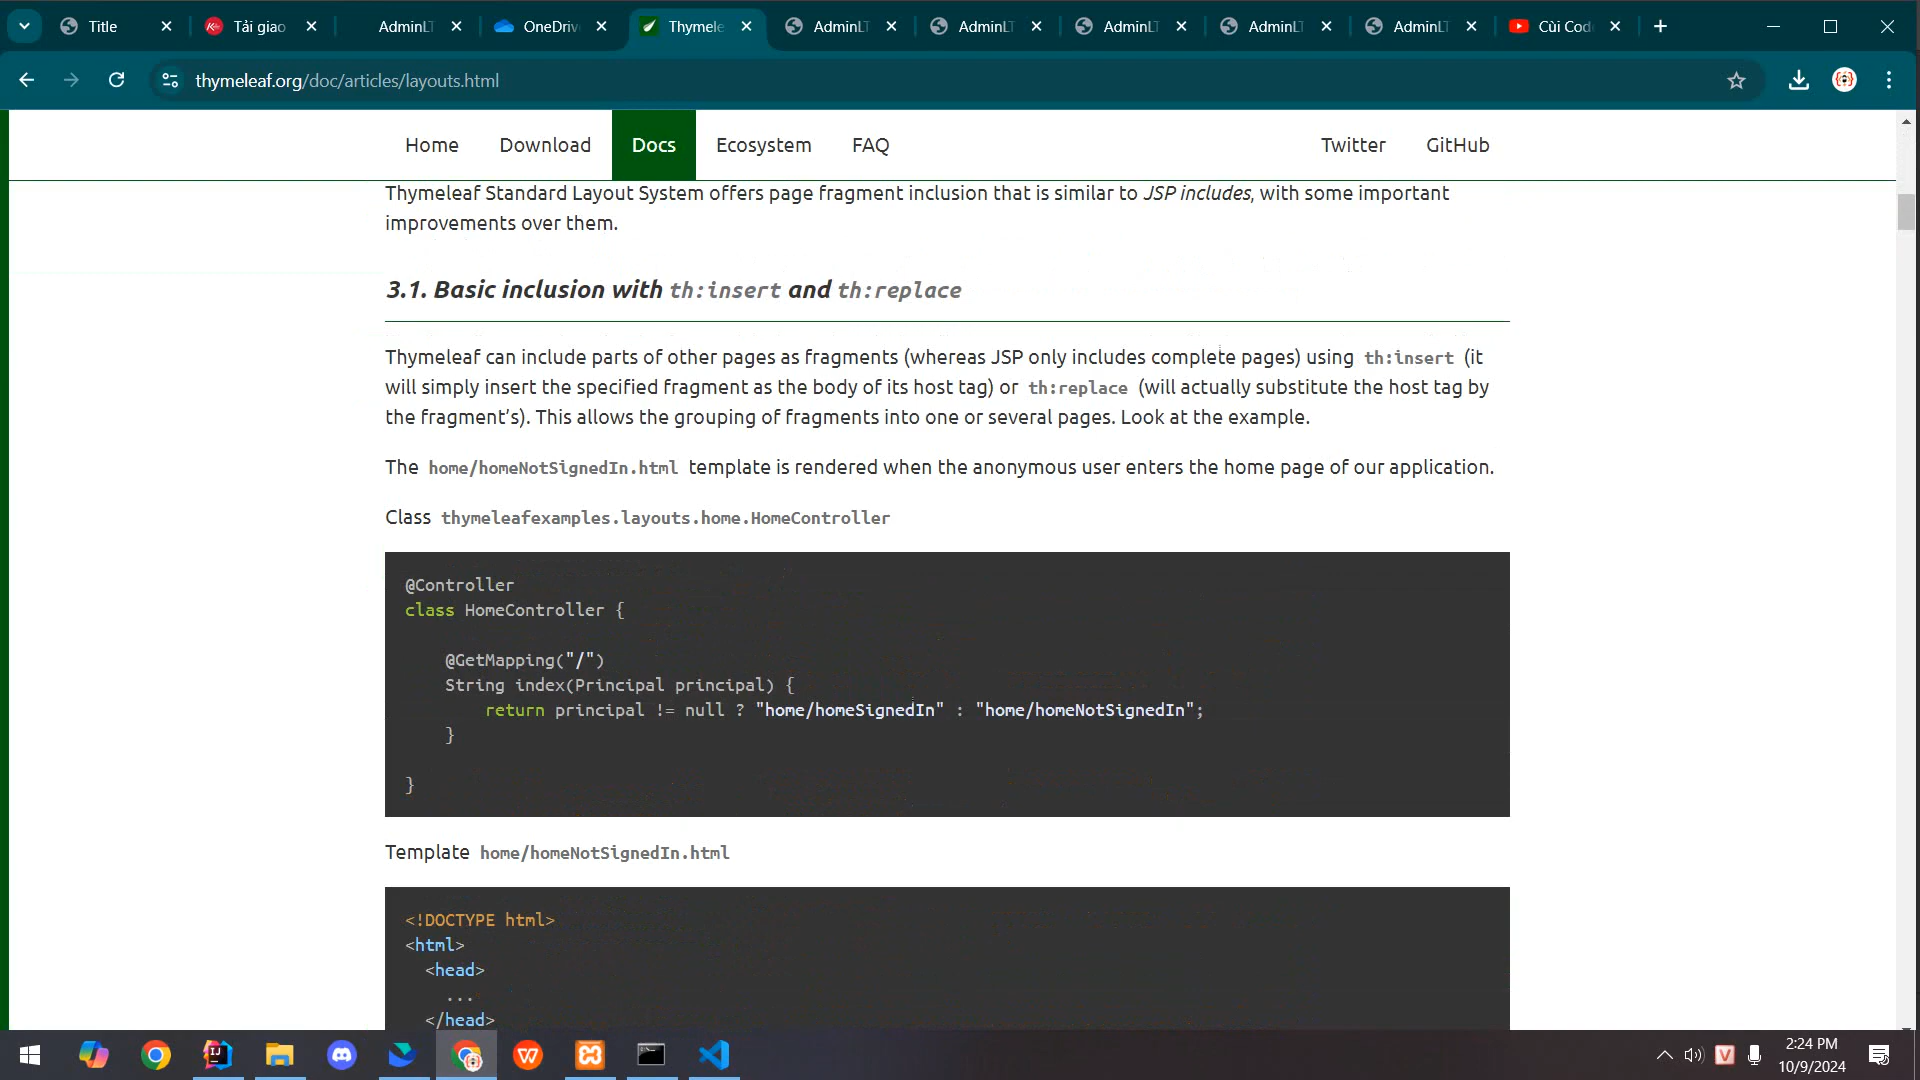 Title
Tải giao
AdminLT
OneDriv
Thymele
AdminLT
AdminLT
AdminLT
AdminLT
AdminLT
Cùi Cod
thymeleaf.org/doc/articles/layouts.html
Home Download Docs Ecosystem FAQ Twitter GitHub
Thymeleaf Standard Layout System offers page fragment inclusion that is similar to JSP includes, with some important
improvements over them.
3.1. Basic inclusion with th:insert and th:replace
Thymeleaf can include parts of other pages as fragments (whereas JSP only includes complete pages) using th:insert (it
will simply insert the specified fragment as the body of its host tag) or th:replace (will actually substitute the host tag by
the fragment’s). This allows the grouping of fragments into one or several pages. Look at the example.
The home/homeNotSignedIn.html template is rendered when the anonymous user enters the home page of our application.
Class thymeleafexamples.layouts.home.HomeController
@Controller
class HomeController {
@GetMapping("/")
String index(Principal principal) {
return principal != null ? "home/homeSignedIn" : "home/homeNotSignedIn";
}
}
Template home/homeNotSignedIn.html
<!DOCTYPE html>
<html>
<head>
...
</head>
2:24 PM
10/9/2024